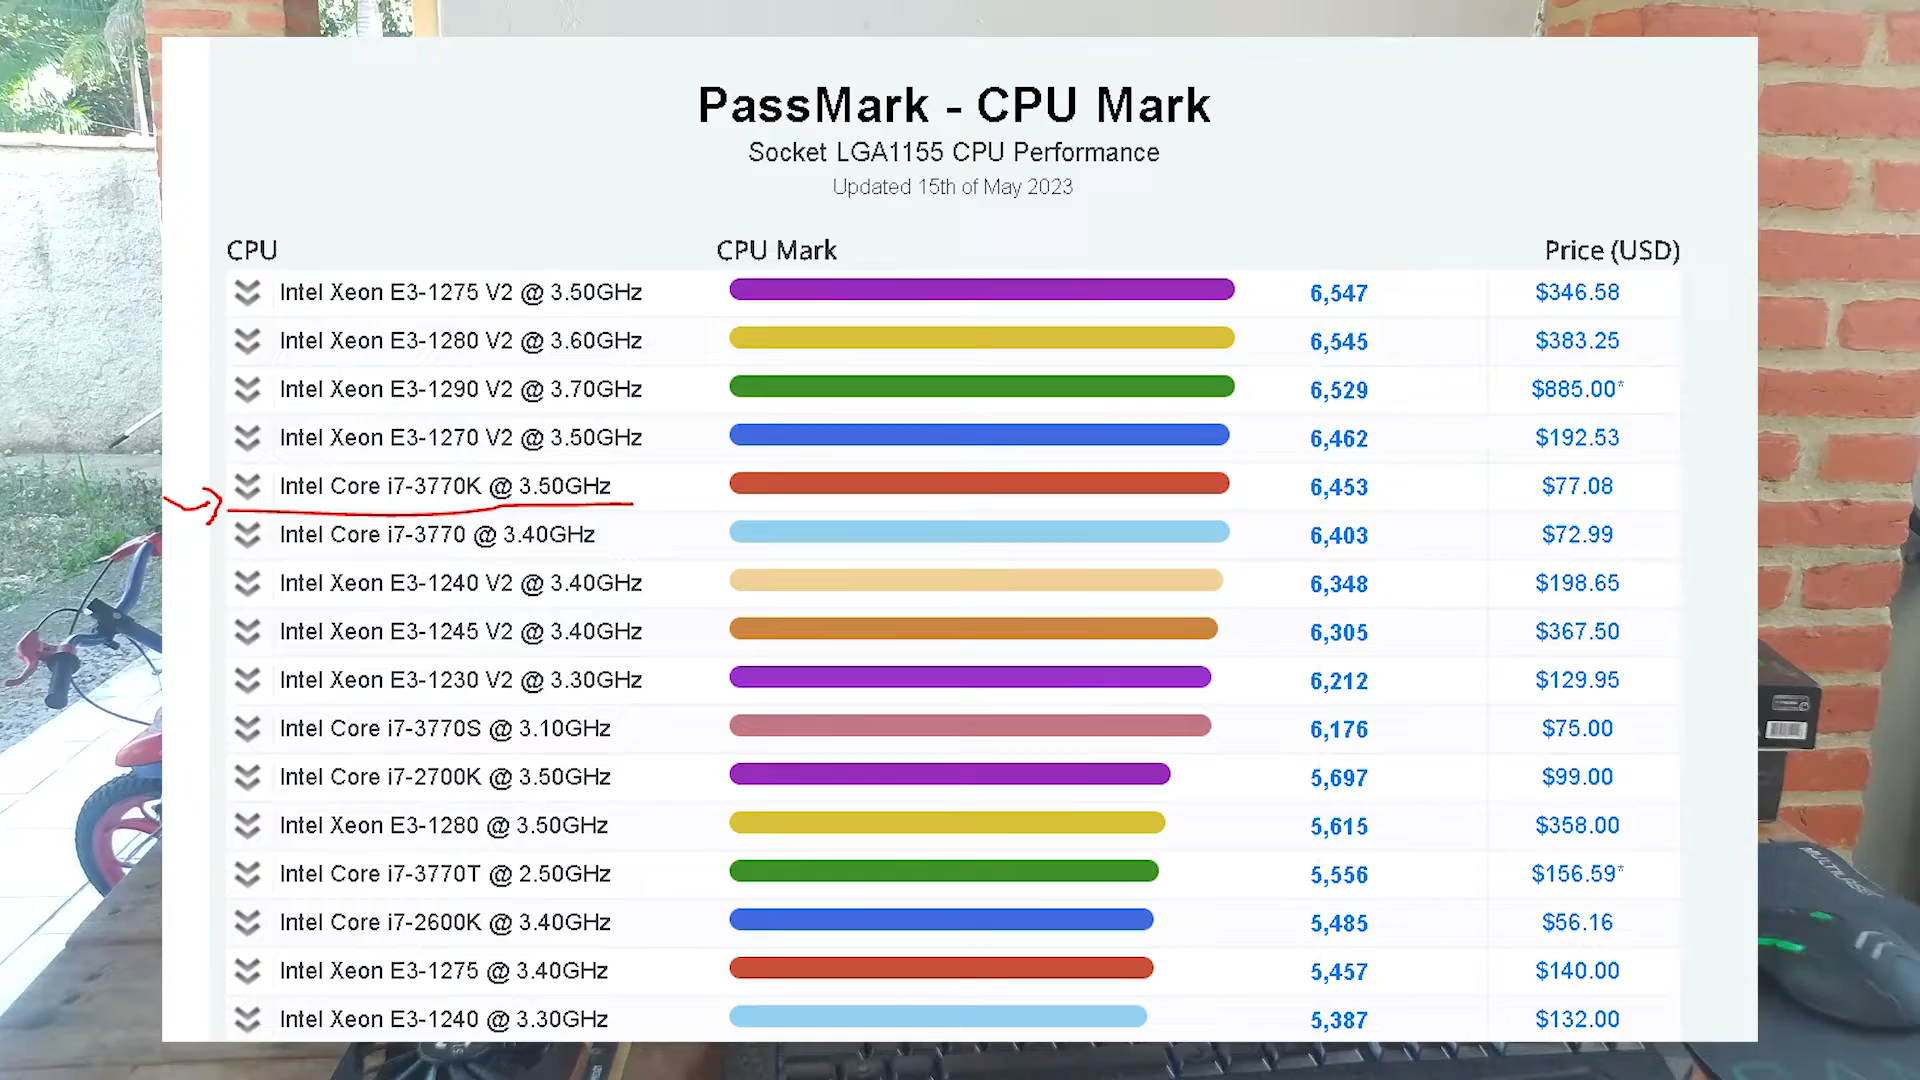 PassMark - CPU Mark
Socket LGA1155 CPU Performance
Updated 15th of May 2023
CPU CPU Mark Price (USD)
Intel Xeon E3-1275 V2 @ 3.50GHz 6,547 $346.58
Intel Xeon E3-1280 V2 @ 3.60GHz 6,545 $383.25
Intel Xeon E3-1290 V2 @ 3.70GHz 6,529 $885.00*
Intel Xeon E3-1270 V2 @ 3.50GHz 6,462 $192.53
Intel Core i7-3770K @ 3.50GHz 6,453 $77.08
Intel Core i7-3770 @ 3.40GHz 6,403 $72.99
Intel Xeon E3-1240 V2 @ 3.40GHz 6,348 $198.65
Intel Xeon E3-1245 V2 @ 3.40GHz 6,305 $367.50
Intel Xeon E3-1230 V2 @ 3.30GHz 6,212 $129.95
Intel Core i7-3770S @ 3.10GHz 6,176 $75.00
Intel Core i7-2700K @ 3.50GHz 5,697 $99.00
Intel Xeon E3-1280 @ 3.50GHz 5,615 $358.00
Intel Core i7-3770T @ 2.50GHz 5,556 $156.59*
Intel Core i7-2600K @ 3.40GHz 5,485 $56.16
Intel Xeon E3-1275 @ 3.40GHz 5,457 $140.00
Intel Xeon E3-1240 @ 3.30GHz 5,387 $132.00